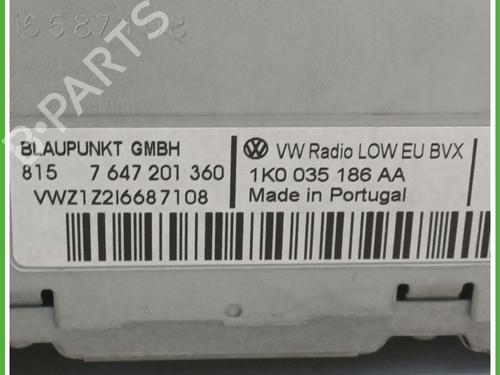 BLAUPUNKT GMBH
815 7 647 201 360
VWZ1Z2I6687108
VW Radio LOW EU BVX
1K0 035 186 AA
Made in Portugal
B-PARTS